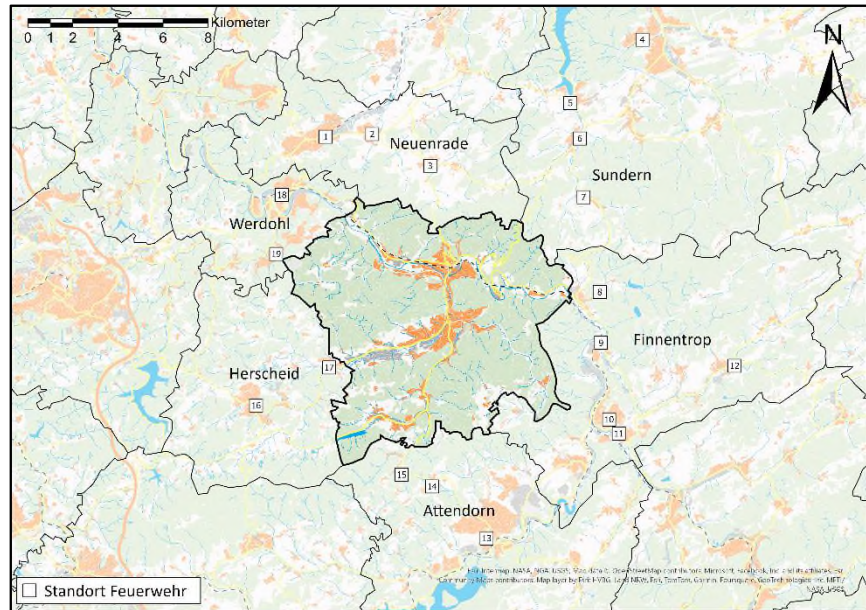 Kilometer
0 1 2 4 6 8
N
4
5
1
2
Neuenrade
6
3
Sundern
18
7
Werdohl
19
8
9
Finnentrop
17
12
Herscheid
16
10
11
15
14
Attendorn
13
Standort Feuerwehr